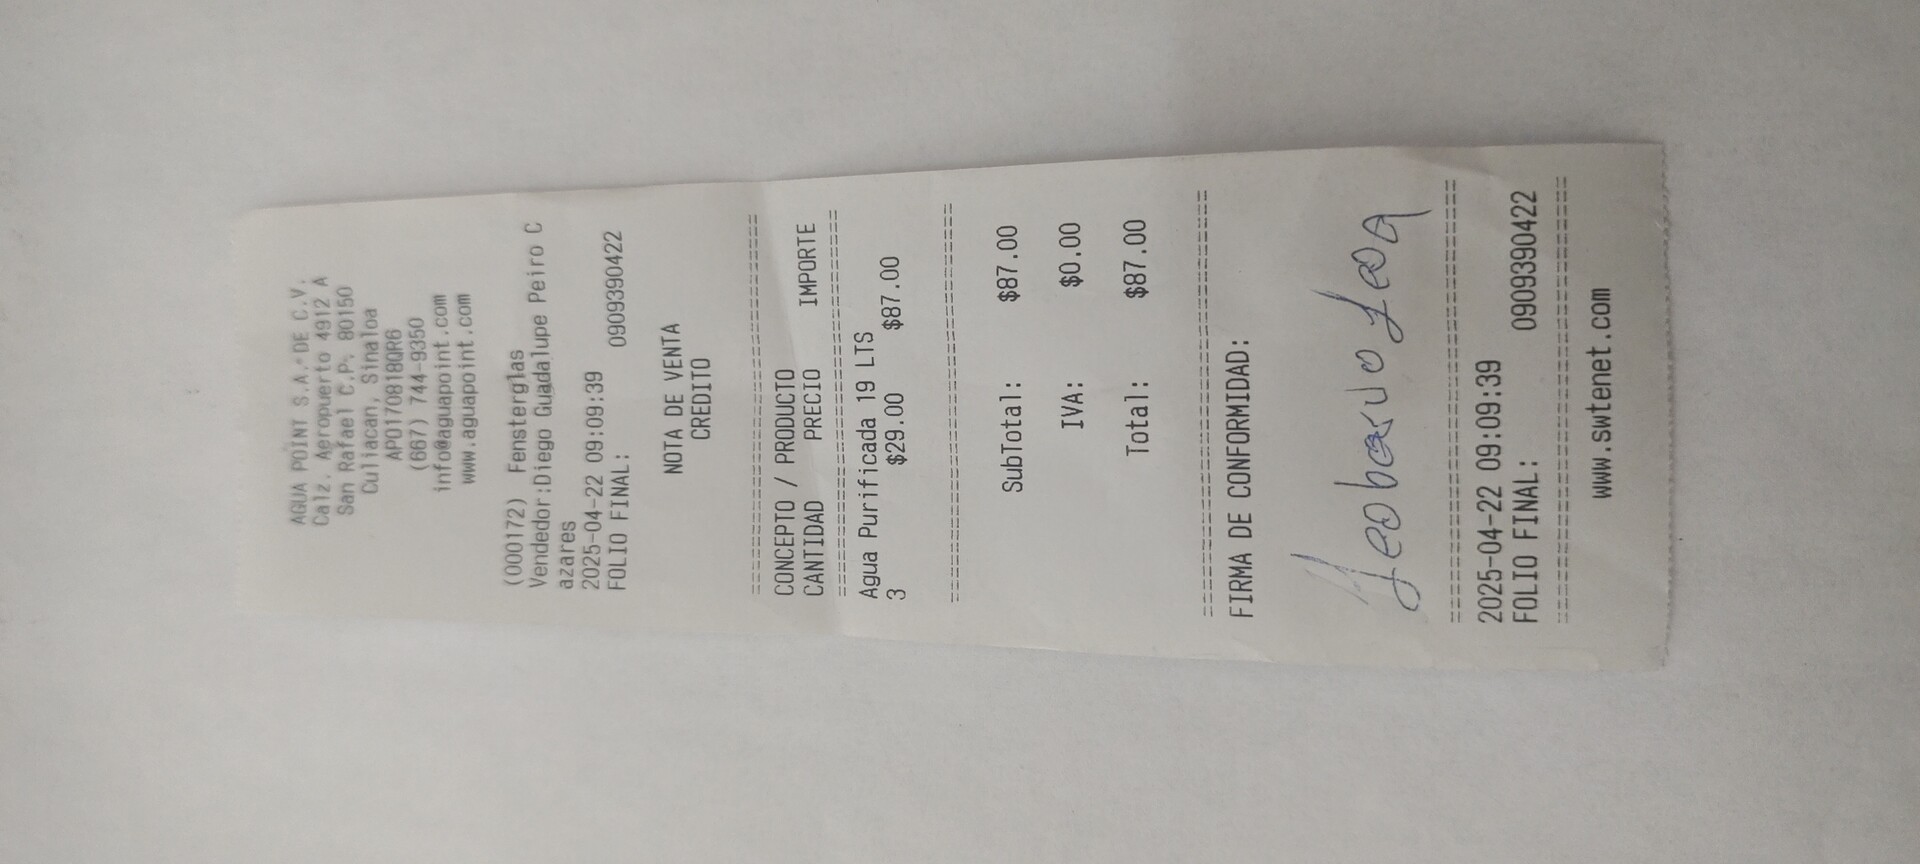 AGUA POINT S.A. DE C.V.
Calz. Aeropuerto 4912 A
San Rafael C.P. 80150
Culiacan, Sinaloa
APO170818QR6
(667) 744-9350
info@aguapoint.com
www.aguapoint.com
(000172) Fensterglas
Vendedor:Diego Guadalupe Peiro C
azares
2025-04-22 09:09:39
FOLIO FINAL: 0909390422
NOTA DE VENTA
CREDITO
================================
CONCEPTO / PRODUCTO
CANTIDAD PRECIO IMPORTE
================================
Agua Purificada 19 LTS
3 $29.00 $87.00
================================
SubTotal: $87.00
IVA: $0.00
Total: $87.00
================================
FIRMA DE CONFORMIDAD:
Leobardo Leon
================================
2025-04-22 09:09:39
FOLIO FINAL: 0909390422
================================
www.swtenet.com